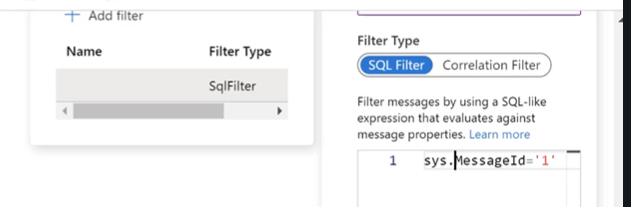 + Add filter
Name Filter Type
SqlFilter
Filter Type
SQL Filter Correlation Filter
Filter messages by using a SQL-like
expression that evaluates against
message properties. Learn more
1 sys.MessageId='1'